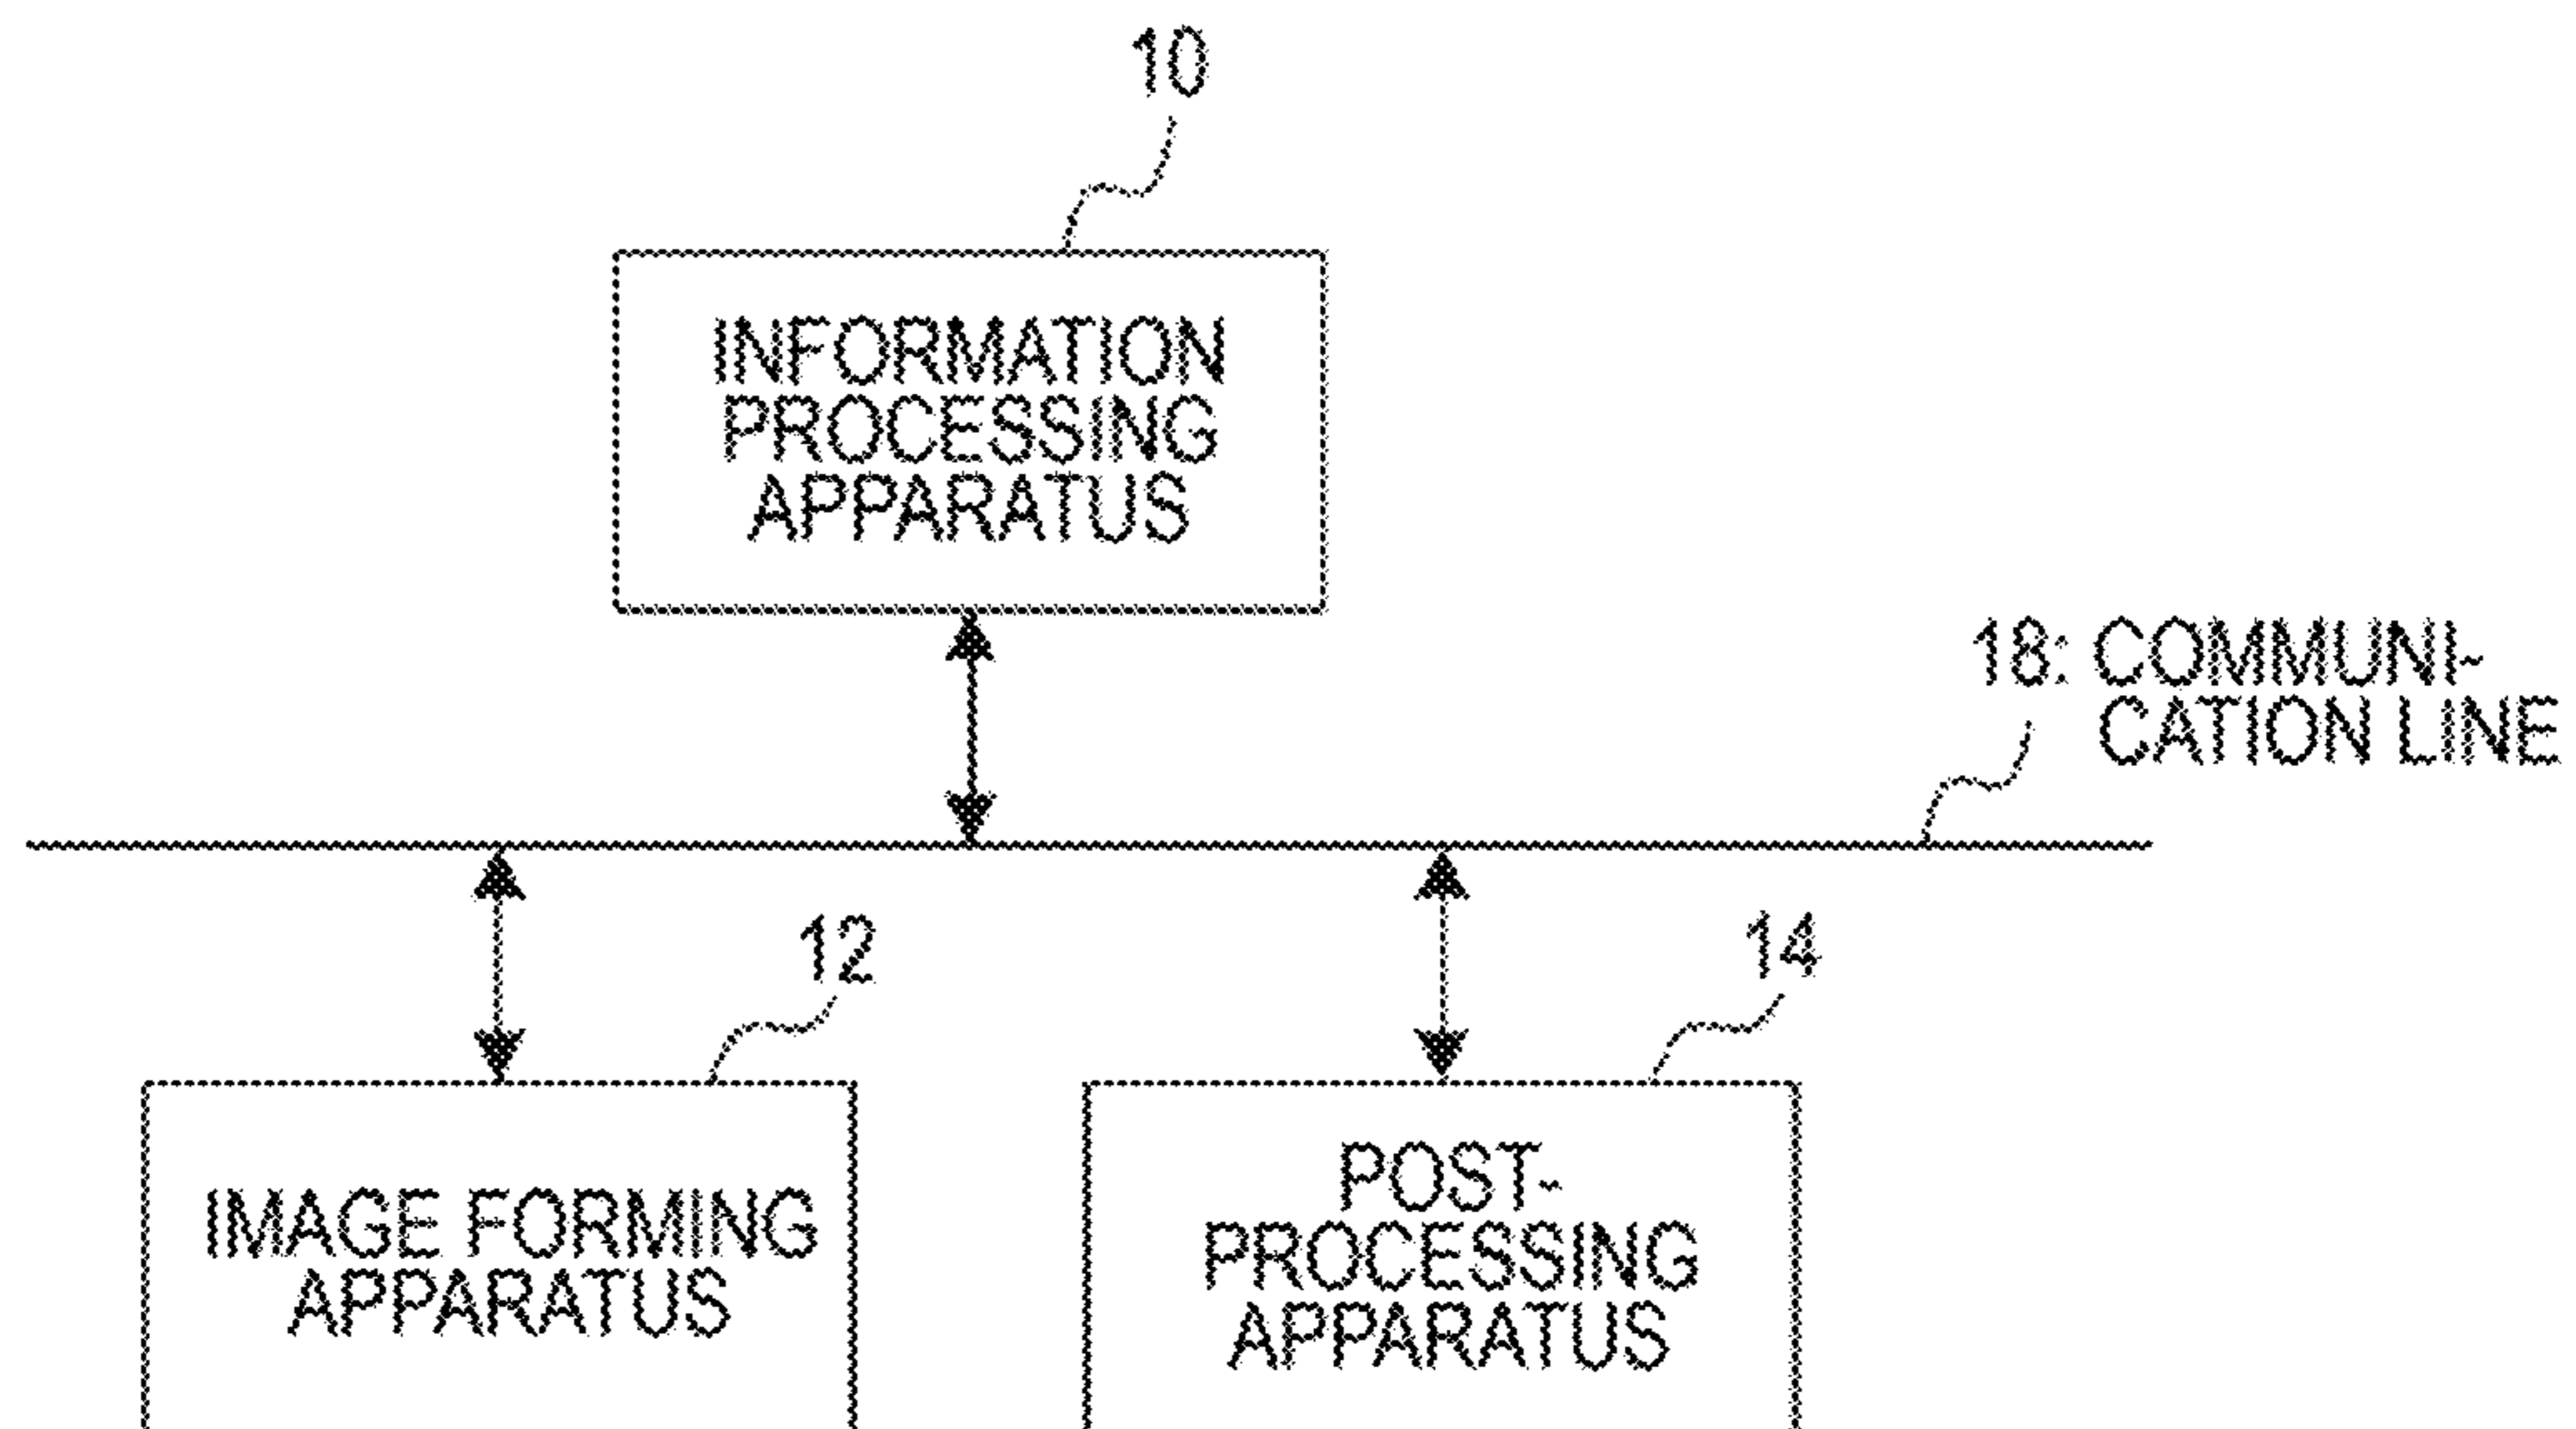 10
INFORMATION
PROCESSING
APPARATUS
18: COMMUNI-
CATION LINE
12
14
IMAGE FORMING
APPARATUS
POST-
PROCESSING
APPARATUS